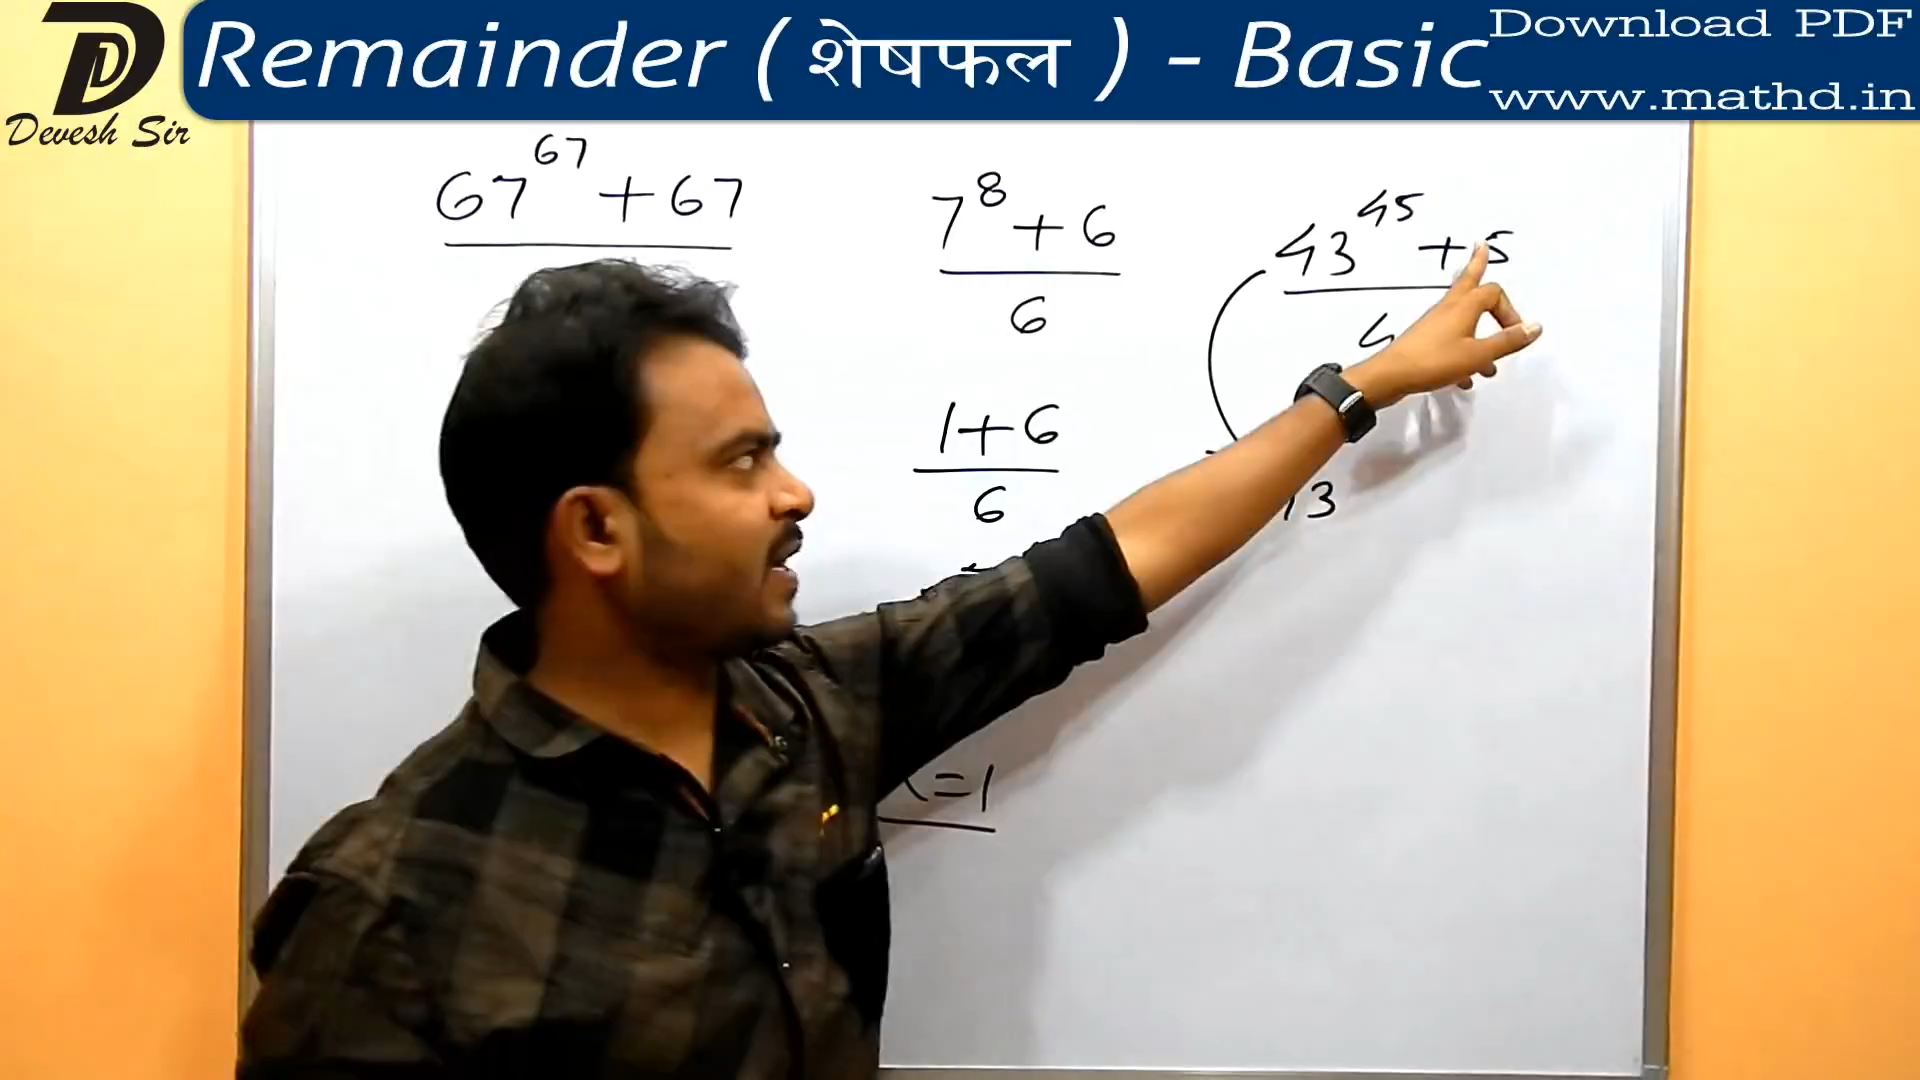 Devesh Sir
Remainder ( शेषफल ) - Basic
Download PDF
www.mathd.in
67^67 + 67
7^8 + 6
6
1+6
6
=1
43^45 + 5
4
13